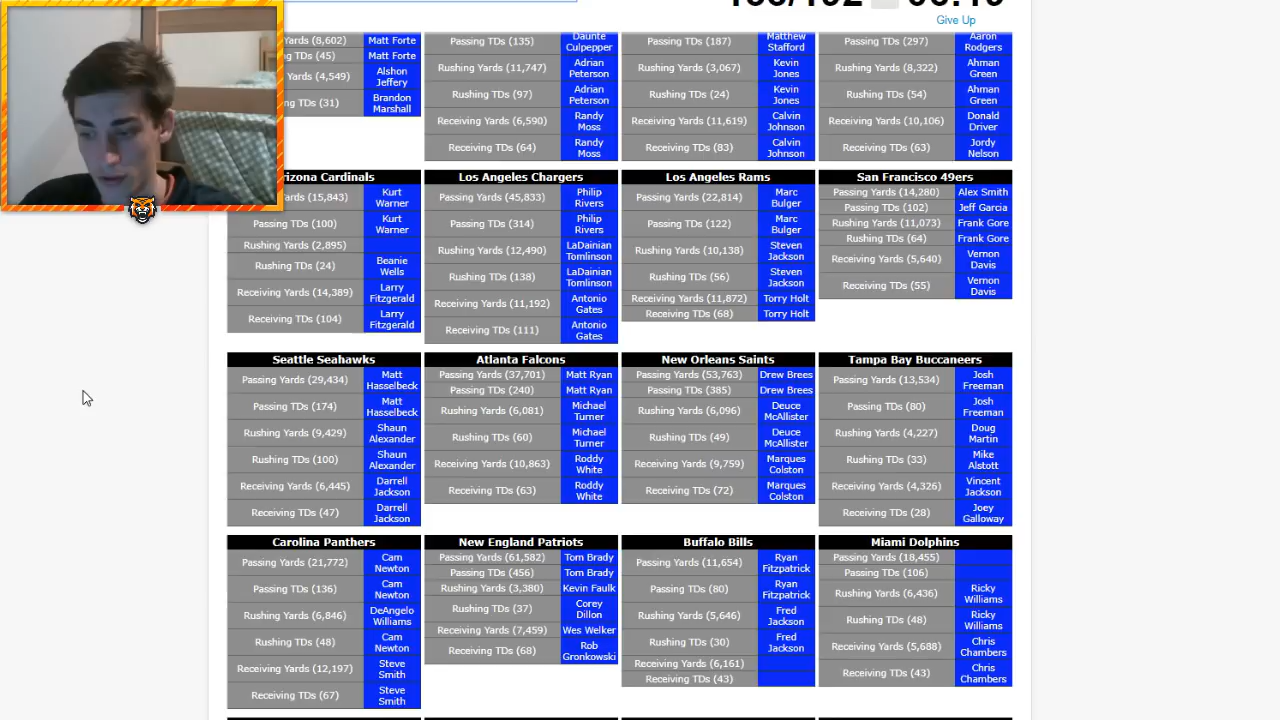 Give Up
Yards (8,602) Matt Forte
TDs (45) Matt Forte
(4,549) Alshon Jeffery
(31) Brandon Marshall
Passing TDs (135) Daunte Culpepper
Rushing Yards (11,747) Adrian Peterson
Rushing TDs (97) Adrian Peterson
Receiving Yards (6,590) Randy Moss
Receiving TDs (64) Randy Moss
Passing TDs (187) Matthew Stafford
Rushing Yards (3,067) Kevin Jones
Rushing TDs (24) Kevin Jones
Receiving Yards (11,619) Calvin Johnson
Receiving TDs (83) Calvin Johnson
Passing TDs (297) Aaron Rodgers
Rushing Yards (8,322) Ahman Green
Rushing TDs (54) Ahman Green
Receiving Yards (10,106) Donald Driver
Receiving TDs (63) Jordy Nelson
rizona Cardinals
Yards (15,843) Kurt Warner
Passing TDs (100) Kurt Warner
Rushing Yards (2,895)
Rushing TDs (24) Beanie Wells
Receiving Yards (14,389) Larry Fitzgerald
Receiving TDs (104) Larry Fitzgerald
Los Angeles Chargers
Passing Yards (45,833) Philip Rivers
Passing TDs (314) Philip Rivers
Rushing Yards (12,490) LaDainian Tomlinson
Rushing TDs (138) LaDainian Tomlinson
Receiving Yards (11,192) Antonio Gates
Receiving TDs (111) Antonio Gates
Los Angeles Rams
Passing Yards (22,814) Marc Bulger
Passing TDs (122) Marc Bulger
Rushing Yards (10,138) Steven Jackson
Rushing TDs (56) Steven Jackson
Receiving Yards (11,872) Torry Holt
Receiving TDs (68) Torry Holt
San Francisco 49ers
Passing Yards (14,280) Alex Smith
Passing TDs (102) Jeff Garcia
Rushing Yards (11,073) Frank Gore
Rushing TDs (64) Frank Gore
Receiving Yards (5,640) Vernon Davis
Receiving TDs (55) Vernon Davis
Seattle Seahawks
Passing Yards (29,434) Matt Hasselbeck
Passing TDs (174) Matt Hasselbeck
Rushing Yards (9,429) Shaun Alexander
Rushing TDs (100) Shaun Alexander
Receiving Yards (6,445) Darrell Jackson
Receiving TDs (47) Darrell Jackson
Atlanta Falcons
Passing Yards (37,701) Matt Ryan
Passing TDs (240) Matt Ryan
Rushing Yards (6,081) Michael Turner
Rushing TDs (60) Michael Turner
Receiving Yards (10,863) Roddy White
Receiving TDs (63) Roddy White
New Orleans Saints
Passing Yards (53,763) Drew Brees
Passing TDs (385) Drew Brees
Rushing Yards (6,096) Deuce McAllister
Rushing TDs (49) Deuce McAllister
Receiving Yards (9,759) Marques Colston
Receiving TDs (72) Marques Colston
Tampa Bay Buccaneers
Passing Yards (13,534) Josh Freeman
Passing TDs (80) Josh Freeman
Rushing Yards (4,227) Doug Martin
Rushing TDs (33) Mike Alstott
Receiving Yards (4,326) Vincent Jackson
Receiving TDs (28) Joey Galloway
Carolina Panthers
Passing Yards (21,772) Cam Newton
Passing TDs (136) Cam Newton
Rushing Yards (6,846) DeAngelo Williams
Rushing TDs (48) Cam Newton
Receiving Yards (12,197) Steve Smith
Receiving TDs (67) Steve Smith
New England Patriots
Passing Yards (61,582) Tom Brady
Passing TDs (456) Tom Brady
Rushing Yards (3,380) Kevin Faulk
Rushing TDs (37) Corey Dillon
Receiving Yards (7,459) Wes Welker
Receiving TDs (68) Rob Gronkowski
Buffalo Bills
Passing Yards (11,654) Ryan Fitzpatrick
Passing TDs (80) Ryan Fitzpatrick
Rushing Yards (5,646) Fred Jackson
Rushing TDs (30) Fred Jackson
Receiving Yards (6,161)
Receiving TDs (43)
Miami Dolphins
Passing Yards (18,455)
Passing TDs (106)
Rushing Yards (6,436) Ricky Williams
Rushing TDs (48) Ricky Williams
Receiving Yards (5,688) Chris Chambers
Receiving TDs (43) Chris Chambers